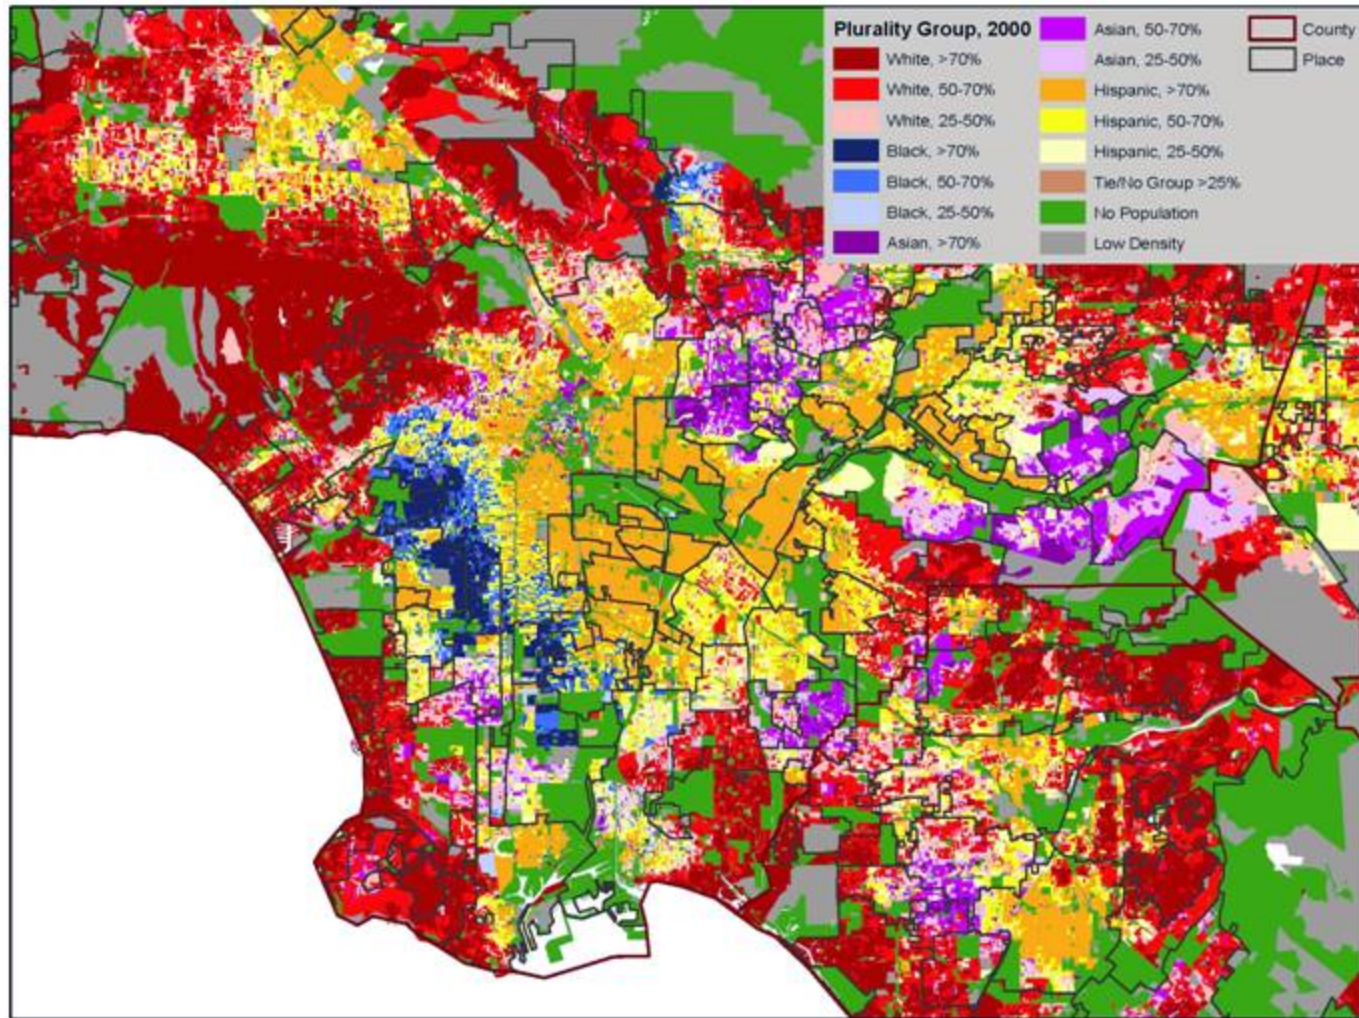 Plurality Group, 2000
White, >70%
White, 50-70%
White, 25-50%
Black, >70%
Black, 50-70%
Black, 25-50%
Asian, >70%
Asian, 50-70%
Asian, 25-50%
Hispanic, >70%
Hispanic, 50-70%
Hispanic, 25-50%
Tie/No Group >25%
No Population
Low Density
County
Place